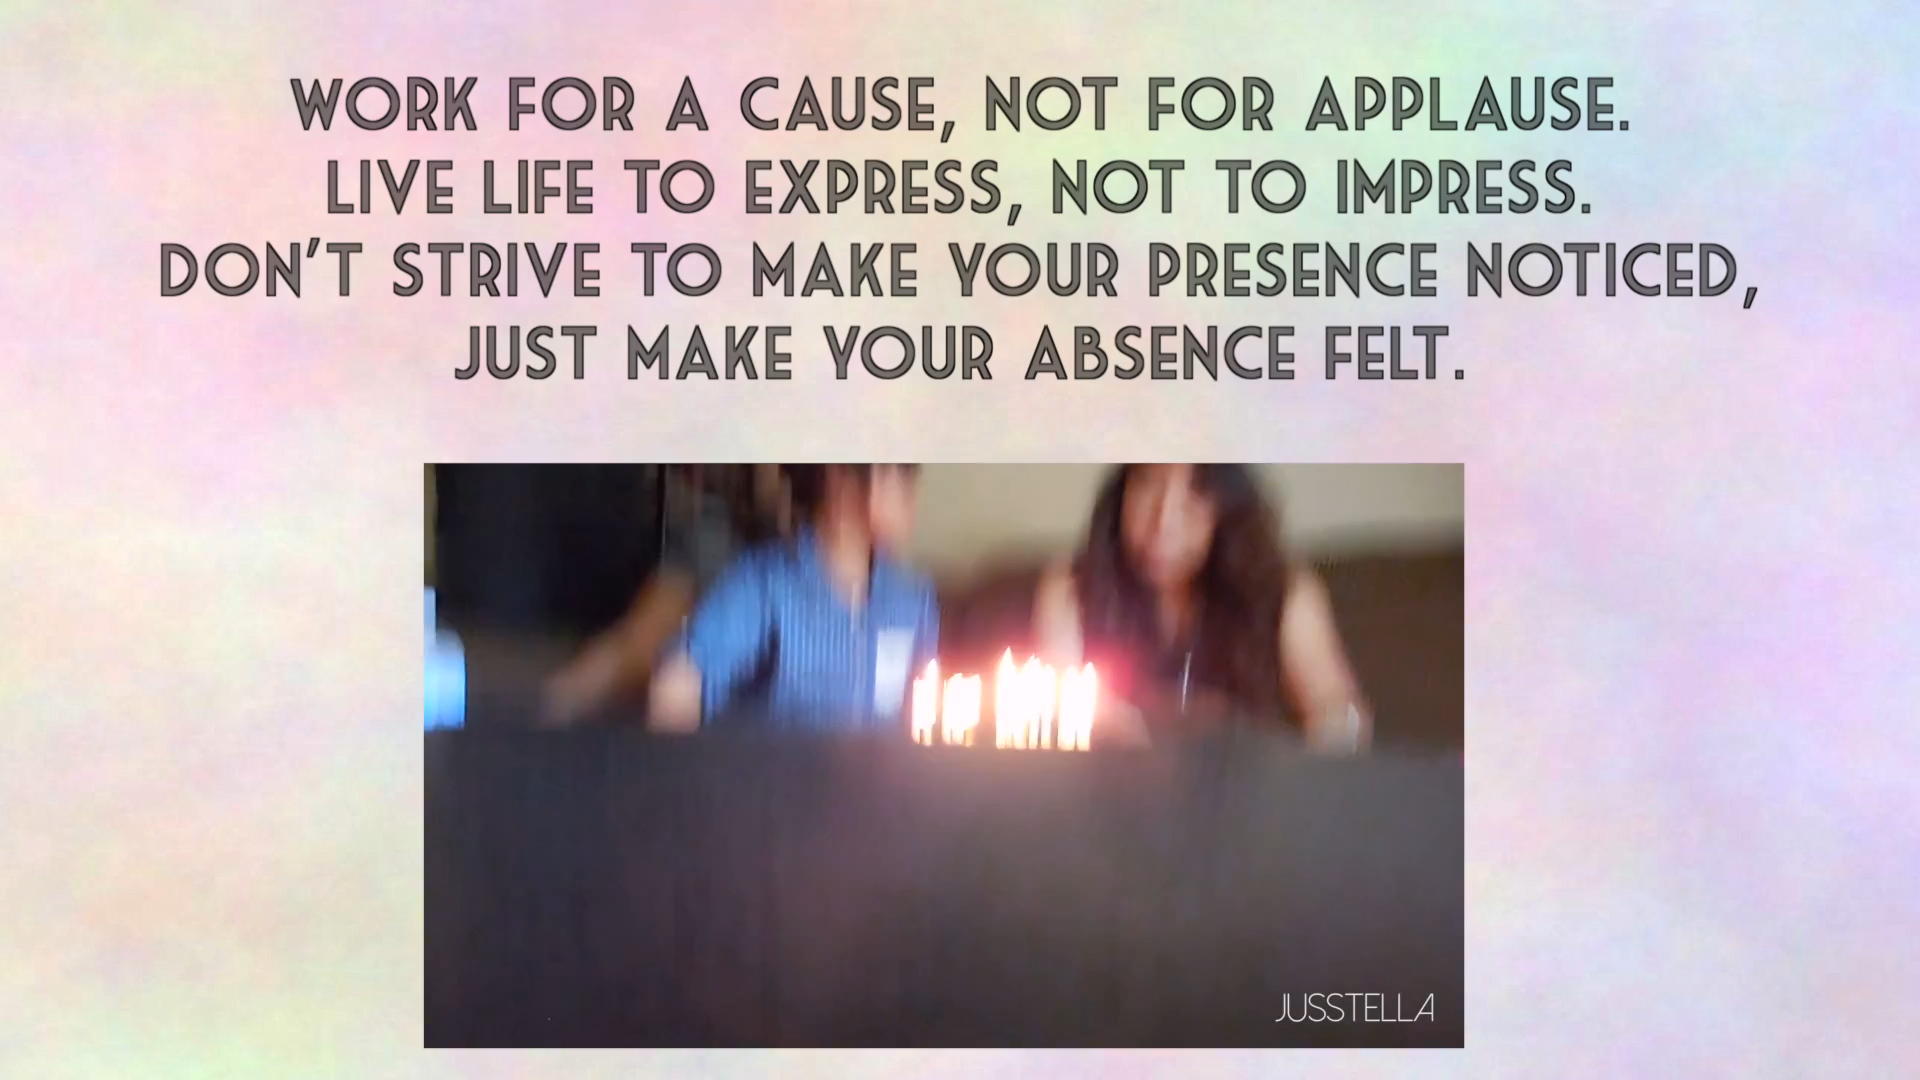 WORK FOR A CAUSE, NOT FOR APPLAUSE.
LIVE LIFE TO EXPRESS, NOT TO IMPRESS.
DON'T STRIVE TO MAKE YOUR PRESENCE NOTICED,
JUST MAKE YOUR ABSENCE FELT.
JUSSTELLA